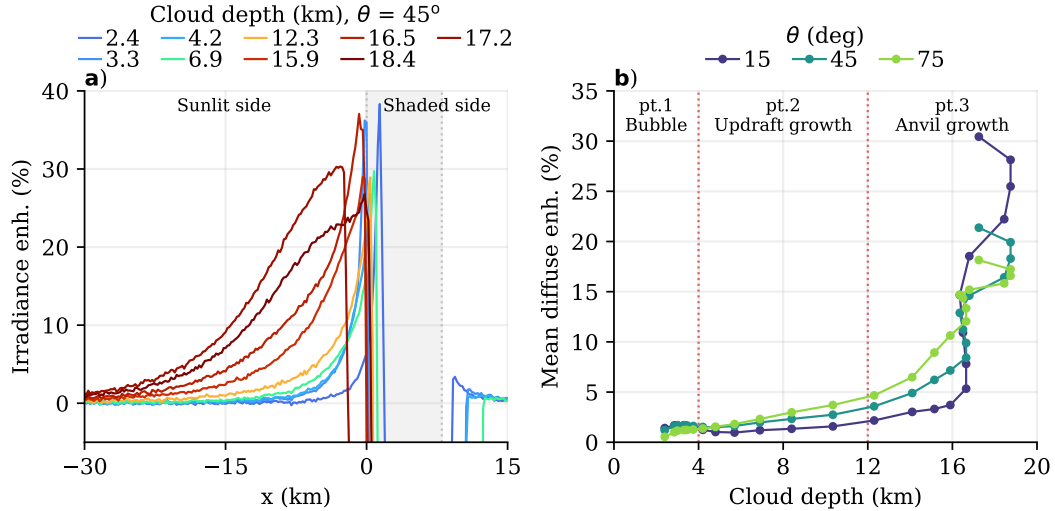 Cloud depth (km), θ = 45°
2.4 4.2 12.3 16.5 17.2
3.3 6.9 15.9 18.4
a)
Sunlit side Shaded side
40
30
20
10
0
Irradiance enh. (%)
−30 −15 0 15
x (km)
θ (deg)
15 45 75
b)
pt.1 pt.2 pt.3
Bubble Updraft growth Anvil growth
35
30
25
20
15
10
5
0
Mean diffuse enh. (%)
0 4 8 12 16 20
Cloud depth (km)